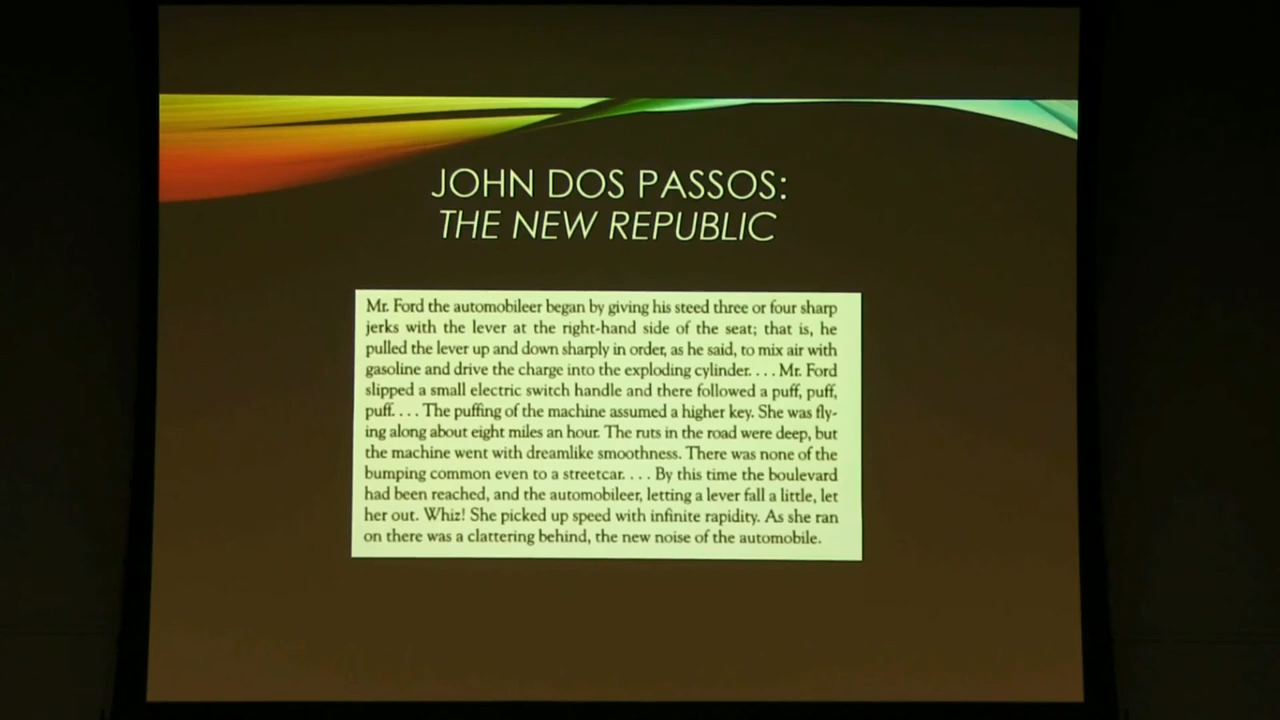 JOHN DOS PASSOS:
THE NEW REPUBLIC
Mr. Ford the automobileer began by giving his steed three or four sharp
jerks with the lever at the right-hand side of the seat; that is, he
pulled the lever up and down sharply in order, as he said, to mix air with
gasoline and drive the charge into the exploding cylinder. . . . Mr. Ford
slipped a small electric switch handle and there followed a puff, puff,
puff. . . . The puffing of the machine assumed a higher key. She was fly-
ing along about eight miles an hour. The ruts in the road were deep, but
the machine went with dreamlike smoothness. There was none of the
bumping common even to a streetcar. . . . By this time the boulevard
had been reached, and the automobileer, letting a lever fall a little, let
her out. Whiz! She picked up speed with infinite rapidity. As she ran
on there was a clattering behind, the new noise of the automobile.